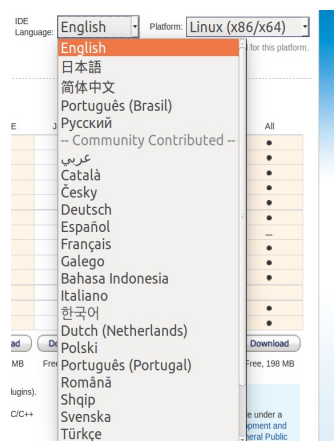 IDE
Language:
English
Platform:
Linux (x86/x64)
English
日本語
简体中文
Português (Brasil)
Русский
-- Community Contributed --
عربي
Català
Česky
Deutsch
Español
Français
Galego
Bahasa Indonesia
Italiano
한국어
Dutch (Netherlands)
Polski
Português (Portugal)
Română
Shqip
Svenska
Türkçe
for this platform.
E
J
All
Download
MB
Free, 198 MB
C/C++